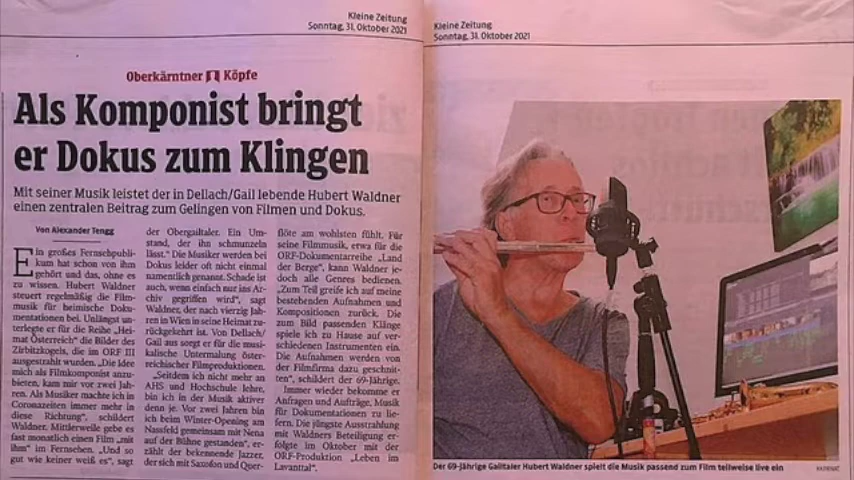 Kleine Zeitung
Sonntag, 31. Oktober 2021
Oberkärntner Köpfe
Als Komponist bringt
er Dokus zum Klingen
Mit seiner Musik leistet der in Dellach/Gail lebende Hubert Waldner
einen zentralen Beitrag zum Gelingen von Filmen und Dokus.
Von Alexander Tengg
Ein großes Fernsehpubli-
kum hat schon von ihm
gehört und das, ohne es
zu wissen. Hubert Waldner
steuert regelmäßig die Film-
musik für heimische Doku-
mentationen bei. Unlängst un-
terlegte er für die Reihe „Hei-
mat Österreich“ die Bilder des
Zirbitzkogls, die im ORF III
ausgestrahlt wurden. „Die Idee
mich als Filmkomponist anzu-
bieten, kam mir vor zwei Jah-
ren. Als Musiker machte ich in
Coronazeiten immer mehr in
diese Richtung“, schildert
Waldner. Mittlerweile gebe es
fast monatlich einen Film „mit
ihm“ im Fernsehen. „Und so
gut wie keiner weiß es“, sagt
der Obergailtaler. Ein Um-
stand, der ihn schmunzeln
lässt. "Die Musiker werden bei
Dokus leider oft nicht einmal
namentlich genannt. Schade ist
auch, wenn einfach nur ins Ar-
chiv gegriffen wird“, sagt
Waldner, der nach vierzig Jah-
ren in Wien in seine Heimat zu-
rückgekehrt ist. Von Dellach/
Gail aus sorgt er für die musi-
kalische Untermalung öster-
reichischer Filmproduktionen.
„Seitdem ich nicht mehr an
AHS und Hochschule lehre,
bin ich in der Musik aktiver
denn je. Vor zwei Jahren bin
ich beim Winter-Opening am
Nassfeld gemeinsam mit Nena
auf der Bühne gestanden“, er-
zählt der bekennende Jazzer,
der sich mit Saxofon und Quer-
flöte am wohlsten fühlt. Für
seine Filmmusik, etwa für die
ORF-Dokumentarreihe „Land
der Berge“, kann Waldner je-
doch alle Genres bedienen.
„Zum Teil greife ich auf meine
bestehenden Aufnahmen und
Kompositionen zurück. Die
zum Bild passenden Klänge
spiele ich zu Hause auf ver-
schiedenen Instrumenten ein.
Die Aufnahmen werden von
der Filmfirma dazu geschnit-
ten“, schildert der 69-Jährige.
Immer wieder bekomme er
Anfragen und Aufträge, Musik
für Dokumentationen zu lie-
fern. Die jüngste Ausstrahlung
mit Waldners Beteiligung er-
folgte im Oktober mit der
ORF-Produktion „Leben im
Lavanttal“.
Kleine Zeitung
Sonntag, 31. Oktober 2021
Der 69-Jährige Gailtaler Hubert Waldner spielt die Musik passend zum Film teilweise live ein